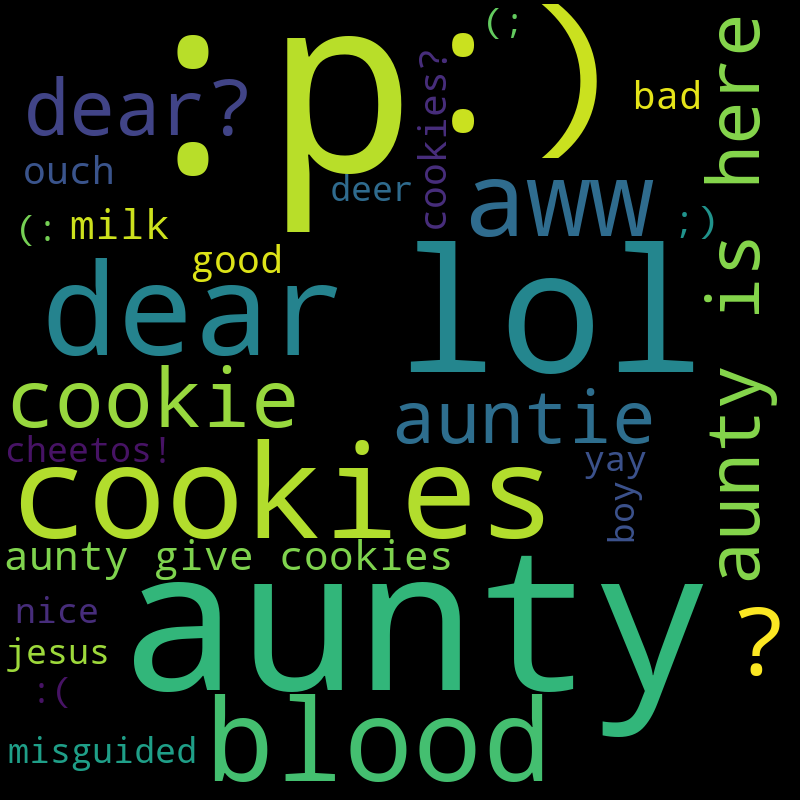 (;
: p
: )
dear?
cookies?
bad
aunty is here
ouch
deer
aww
(:
milk
;)
good
dear
lol
cookie
auntie
cheetos!
yay
cookies
boy
aunty give cookies
aunty
nice
?
jesus
:(
blood
misguided